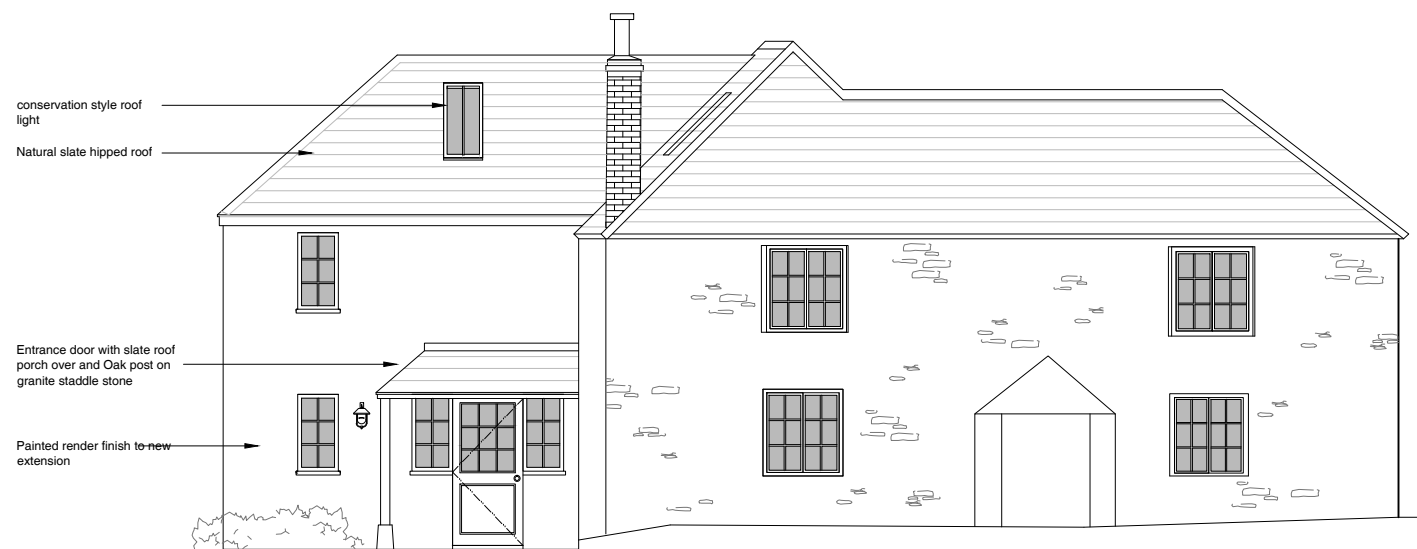 conservation style roof
light
Natural slate hipped roof
Entrance door with slate roof
porch over and Oak post on
granite staddle stone
Painted render finish to new
extension